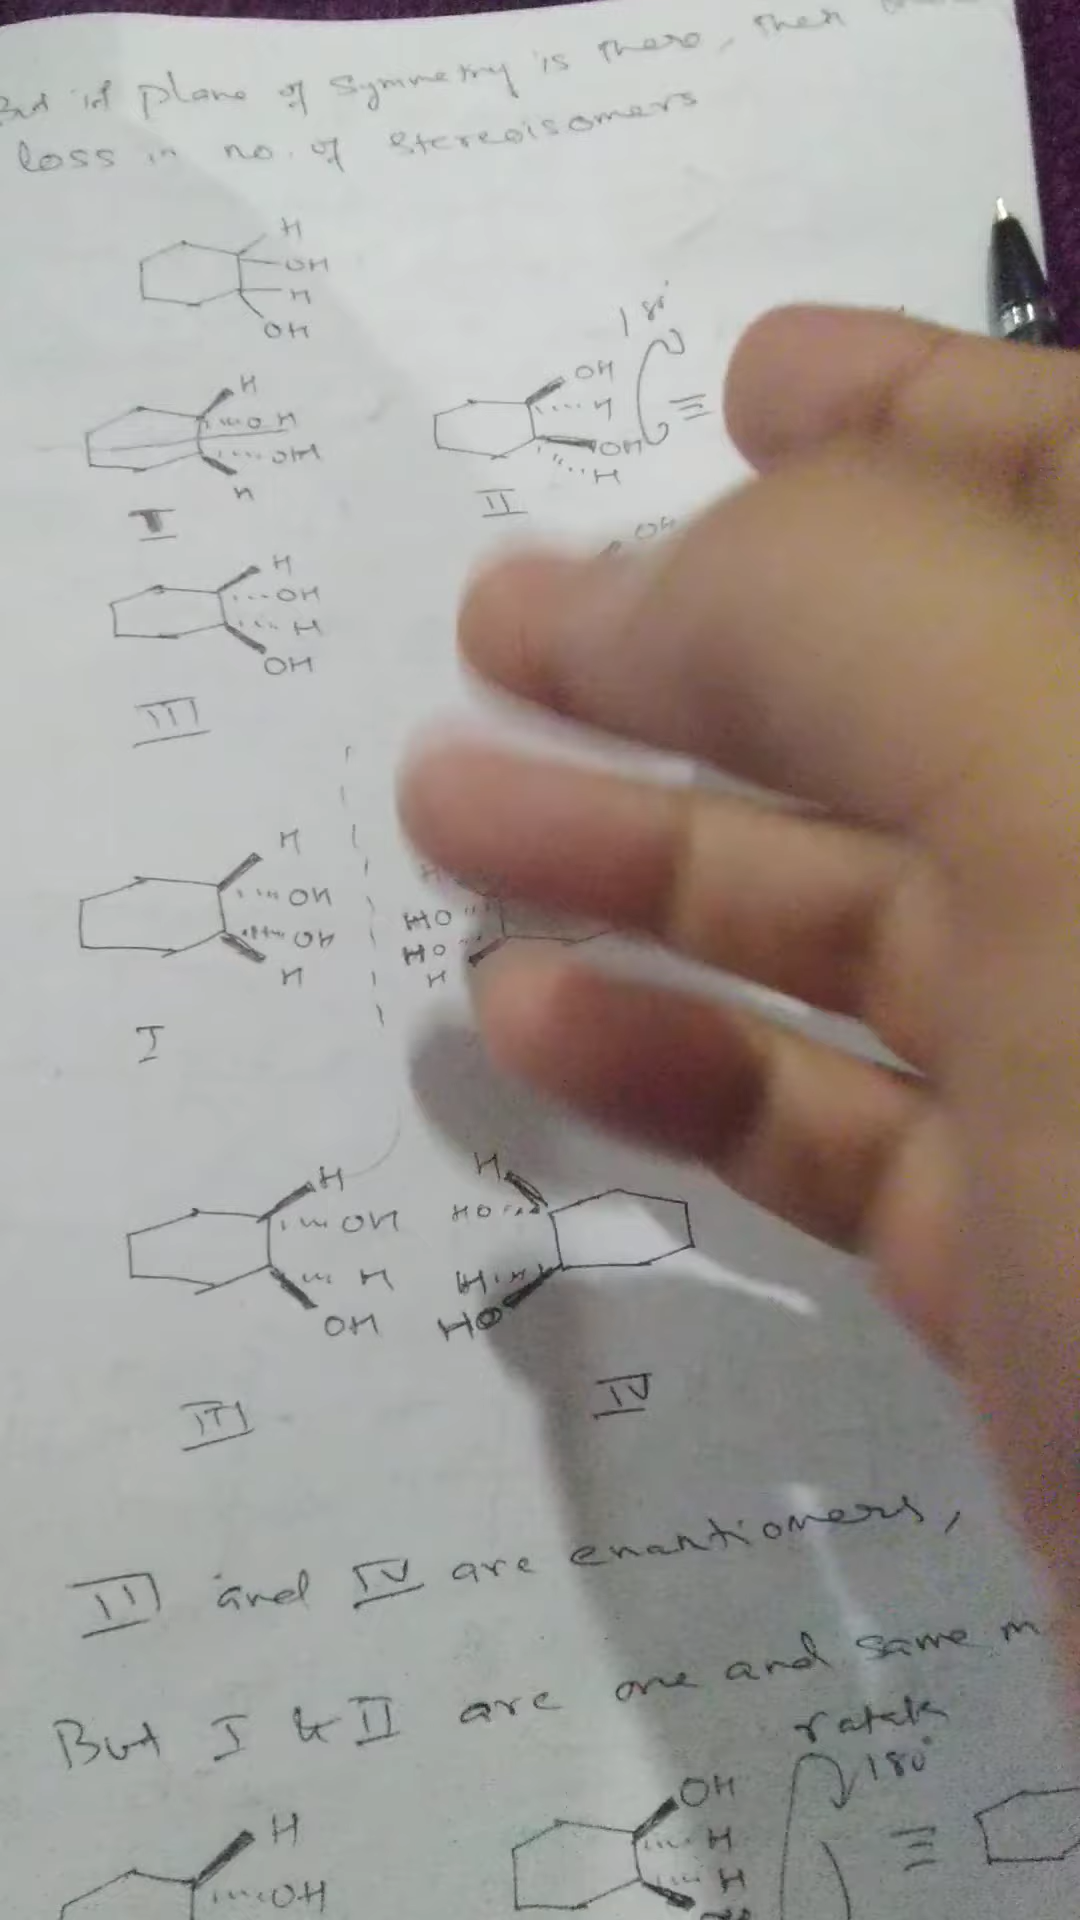 But if plane of symmetry is there, then
loss in no. of stereoisomers
H
OH
H
OH
H
OH
OH
H
I
OH
H
OH
H
II
180°
≡
H
OH
H
OH
III
OH
H
OH
OH
H
I
H
HO
HO
H
H
OH
H
OH
III
H
HO
H
HO
IV
III and IV are enantiomers,
But I & II are one and same m
rotate
180°
H
OH
OH
H
H
≡